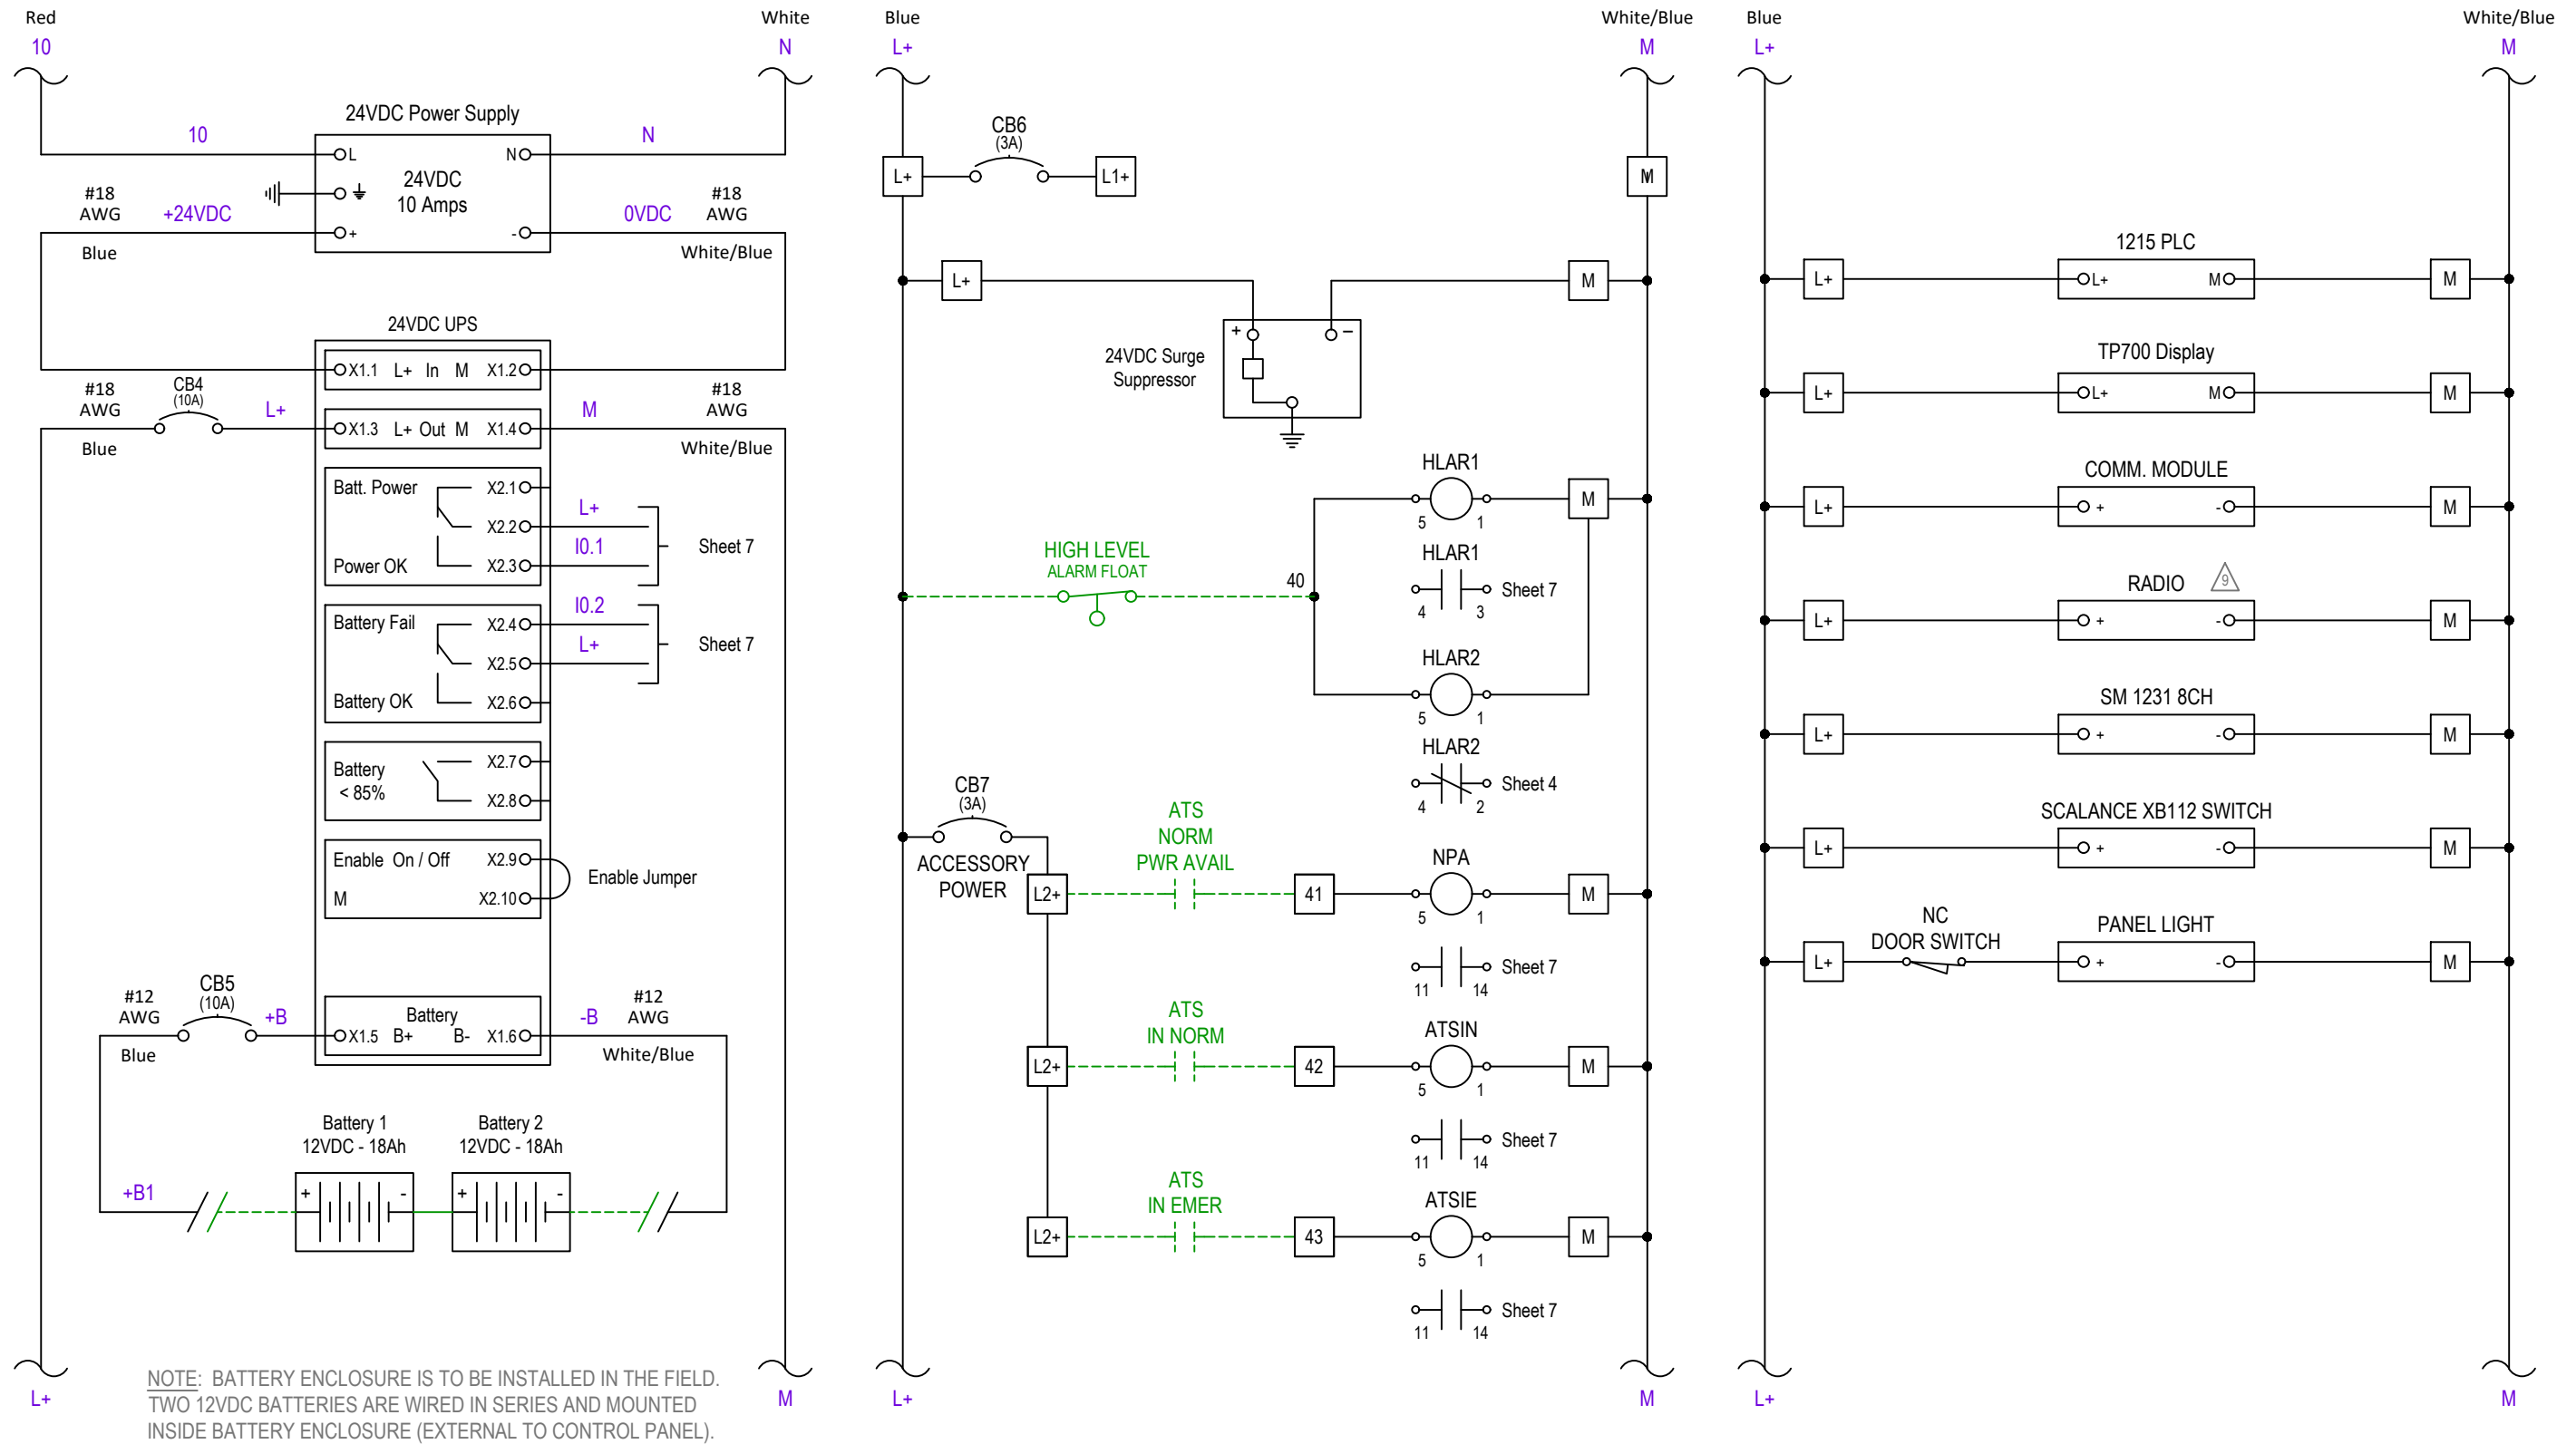 Red
White
10
N
24VDC Power Supply
10
N
L
N
24VDC
10 Amps
#18
AWG
+24VDC
0VDC
#18
AWG
+
-
Blue
White/Blue
24VDC UPS
X1.1 L+ In M X1.2
#18
AWG
CB4
(10A)
L+
M
#18
AWG
X1.3 L+ Out M X1.4
Blue
White/Blue
Batt. Power
X2.1
L+
X2.2
I0.1
Sheet 7
Power OK
X2.3
I0.2
Battery Fail
X2.4
L+
Sheet 7
X2.5
Battery OK
X2.6
Battery
< 85%
X2.7
X2.8
Enable On / Off
X2.9
Enable Jumper
M
X2.10
#12
AWG
CB5
(10A)
+B
Battery
-B
#12
AWG
X1.5 B+ B- X1.6
Blue
White/Blue
Battery 1
12VDC - 18Ah
Battery 2
12VDC - 18Ah
+B1
+ -
+ -
L+
M
NOTE: BATTERY ENCLOSURE IS TO BE INSTALLED IN THE FIELD.
TWO 12VDC BATTERIES ARE WIRED IN SERIES AND MOUNTED
INSIDE BATTERY ENCLOSURE (EXTERNAL TO CONTROL PANEL).
Blue
White/Blue
L+
M
CB6
(3A)
L+
L1+
M
L+
M
+ −
24VDC Surge
Suppressor
HLAR1
M
5 1
HIGH LEVEL
ALARM FLOAT
40
HLAR1
Sheet 7
4 3
HLAR2
5 1
HLAR2
Sheet 4
4 2
CB7
(3A)
ACCESSORY
POWER
ATS
NORM
PWR AVAIL
NPA
L2+
41
M
5 1
Sheet 7
11 14
ATS
IN NORM
ATSIN
L2+
42
M
5 1
Sheet 7
11 14
ATS
IN EMER
ATSIE
L2+
43
M
5 1
Sheet 7
11 14
L+
M
Blue
White/Blue
L+
M
1215 PLC
L+
L+ M
M
TP700 Display
L+
L+ M
M
COMM. MODULE
L+
+ -
M
RADIO
9
L+
+ -
M
SM 1231 8CH
L+
+ -
M
SCALANCE XB112 SWITCH
L+
+ -
M
NC
DOOR SWITCH
PANEL LIGHT
L+
+ -
M
L+
M